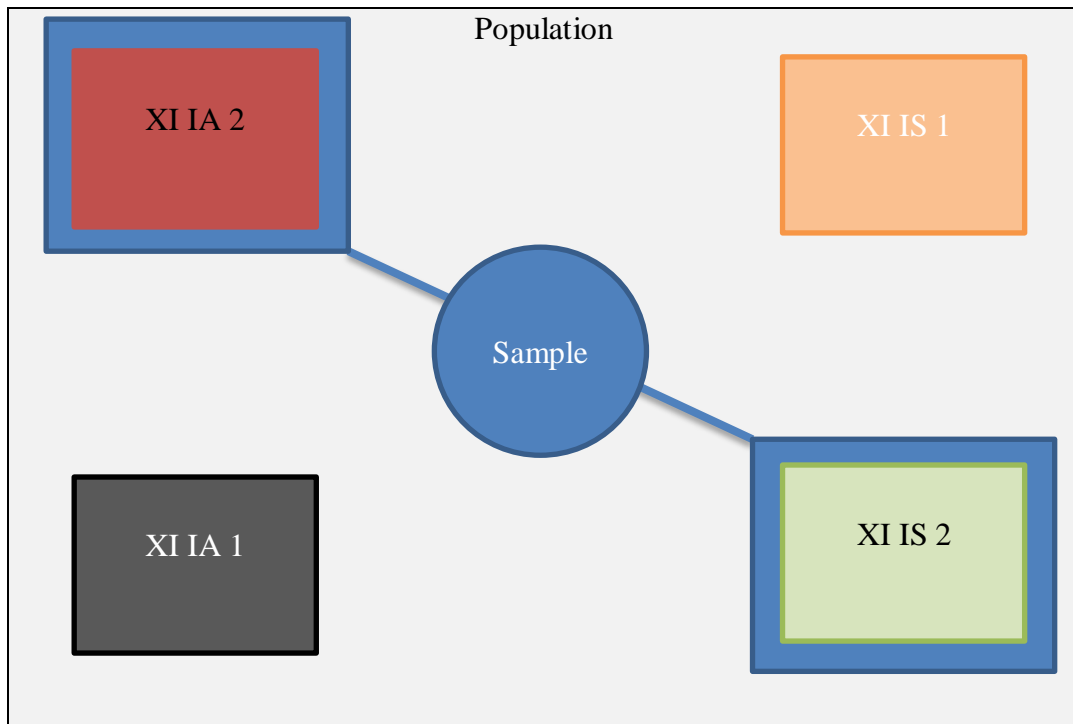 Population
XI IA 2
XI IS 1
Sample
XI IA 1
XI IS 2